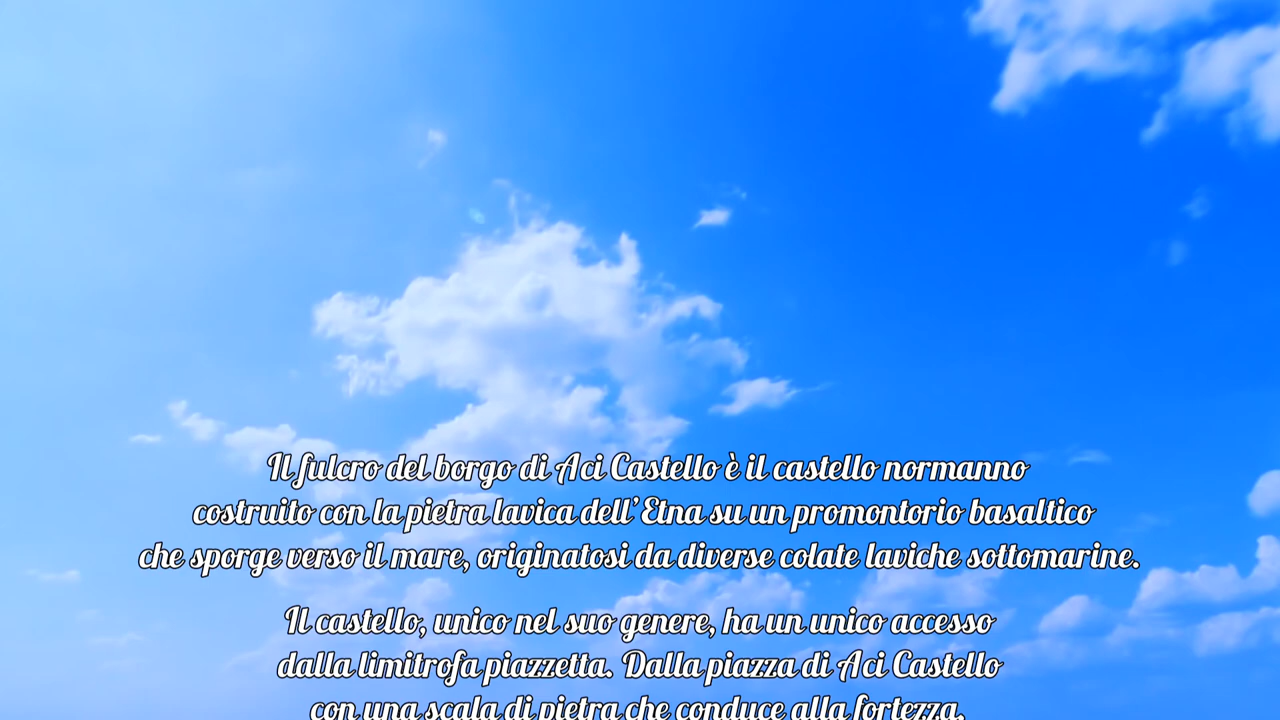 Il fulcro del borgo di Aci Castello è il castello normanno
costruito con la pietra lavica dell’Etna su un promontorio basaltico
che sporge verso il mare, originatosi da diverse colate laviche sottomarine.
Il castello, unico nel suo genere, ha un unico accesso
dalla limitrofa piazzetta. Dalla piazza di Aci Castello
con una scala di pietra che conduce alla fortezza.